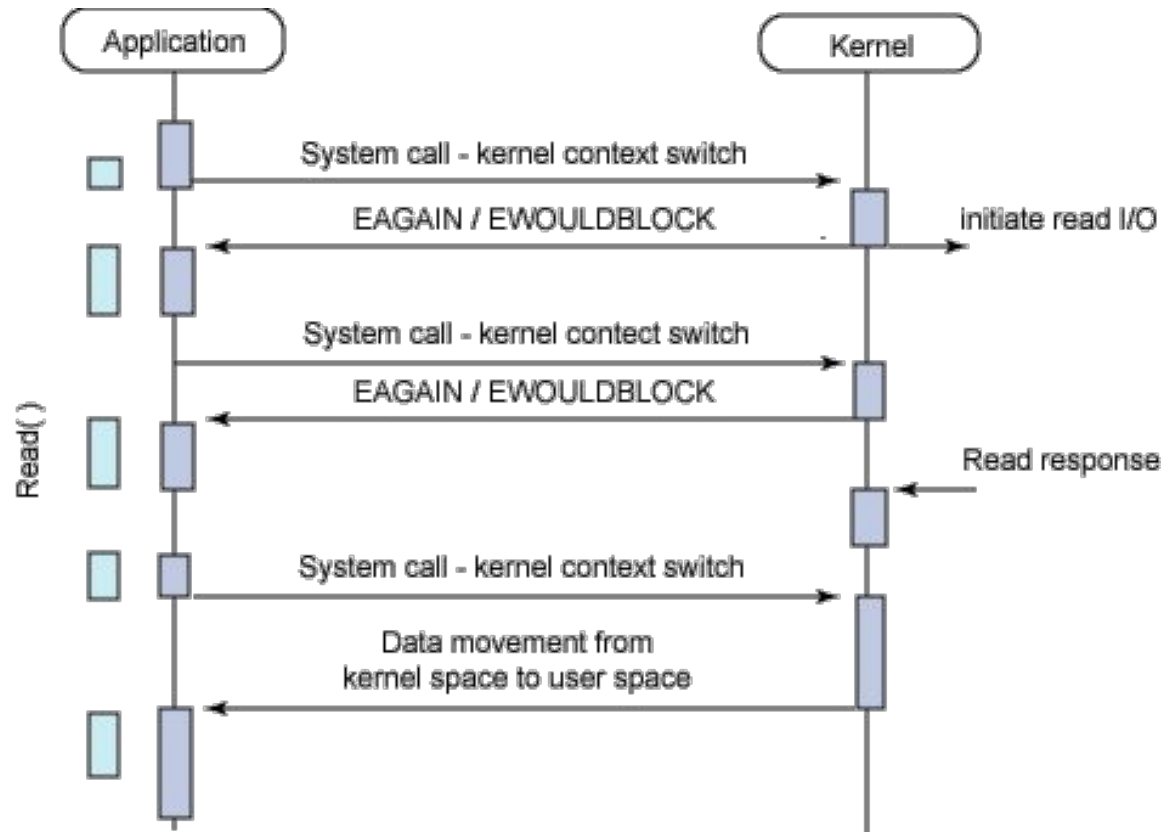 Application
Kernel
System call - kernel context switch
EAGAIN / EWOULDBLOCK
initiate read I/O
System call - kernel contect switch
EAGAIN / EWOULDBLOCK
Read( )
Read response
System call - kernel context switch
Data movement from
kernel space to user space